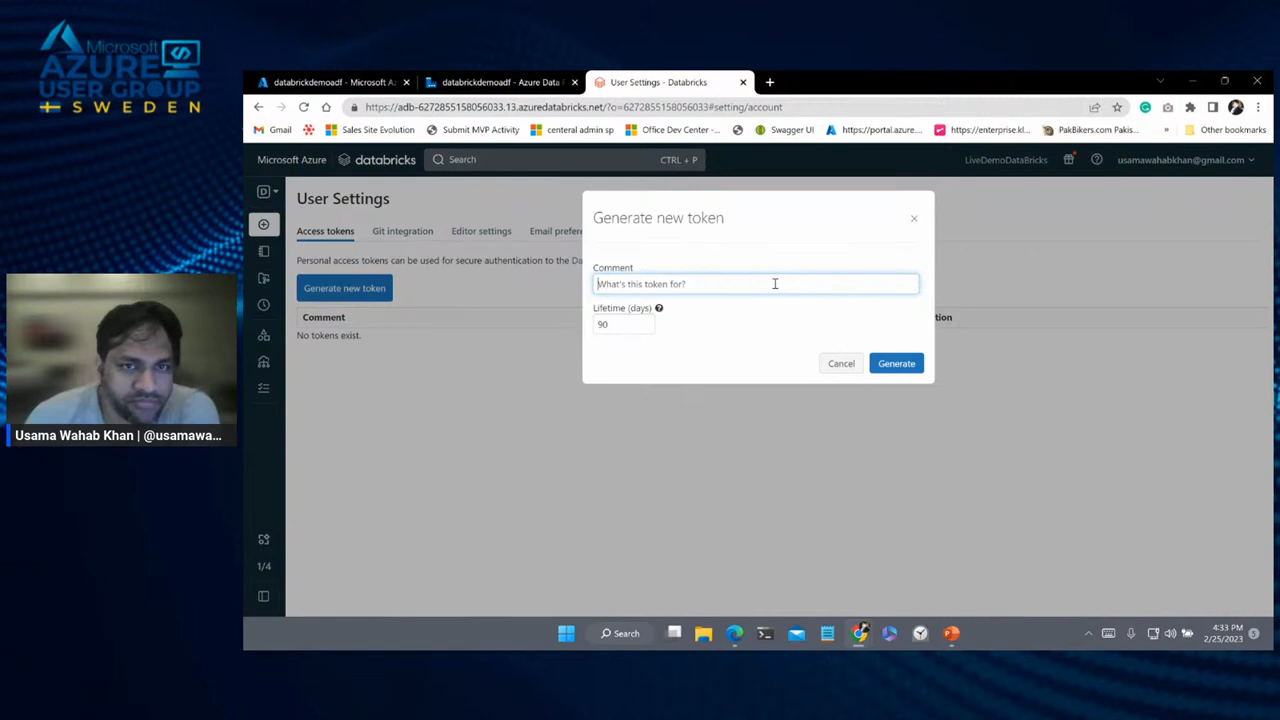 Microsoft
AZURE
USER GROUP
SWEDEN
databrickdemoadf - Microsoft Az
databrickdemoadf - Azure Data F
User Settings - Databricks
https://adb-6272855158056033.13.azuredatabricks.net/?o=6272855158056033#setting/account
Gmail
Sales Site Evolution
Submit MVP Activity
centeral admin sp
Office Dev Center -...
Swagger UI
https://portal.azure...
https://enterprise.kl...
PakBikers.com Pakis...
»
Other bookmarks
Microsoft Azure
databricks
Search
CTRL + P
LiveDemoDataBricks
usamawahabkhan@gmail.com
D
User Settings
Access tokens
Git integration
Editor settings
Email prefere
Personal access tokens can be used for secure authentication to the Da
Generate new token
Comment
tion
No tokens exist.
Generate new token
Comment
What's this token for?
Lifetime (days)
90
Cancel
Generate
1/4
Usama Wahab Khan | @usamawa...
Search
4:33 PM
2/25/2023
5